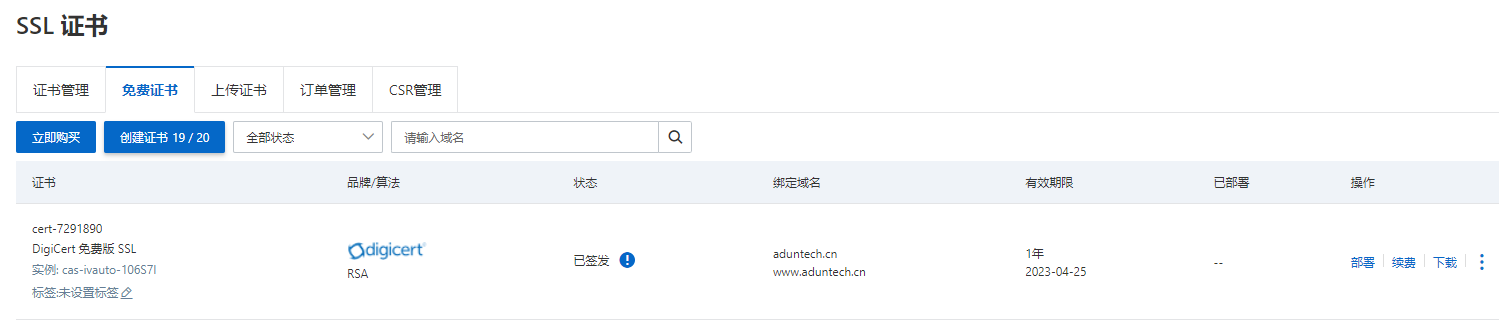 SSL 证书
证书管理 免费证书 上传证书 订单管理 CSR管理
立即购买 创建证书 19 / 20 全部状态 请输入域名
证书 品牌/算法 状态 绑定域名 有效期限 已部署 操作
cert-7291890
DigiCert 免费版 SSL
实例: cas-ivauto-106S7I
标签:未设置标签
digicert
RSA
已签发
aduntech.cn
www.aduntech.cn
1年
2023-04-25
--
部署 续费 下载